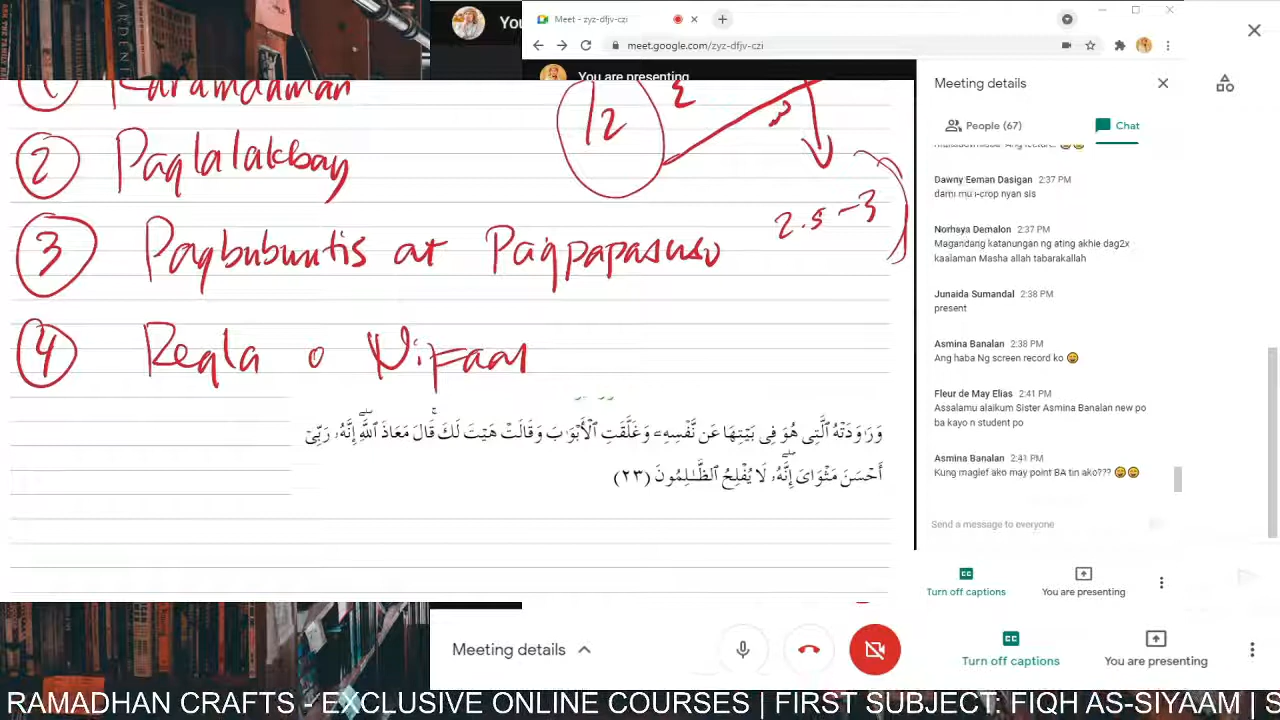 You
Meet - zyz-dfjv-czi
meet.google.com/zyz-dfjv-czi
You are presenting
① Karamdaman
② Paglalakbay
③ Pagbubuntis at Pagpapasuso
④ Regla o Nifaas
12
2.5 - 3
وَرَٰوَدَتْهُ ٱلَّتِى هُوَ فِى بَيْتِهَا عَن نَّفْسِهِۦ وَغَلَّقَتِ ٱلْأَبْوَٰبَ وَقَالَتْ هَيْتَ لَكَ ۚ قَالَ مَعَاذَ ٱللَّهِ ۖ إِنَّهُۥ رَبِّىٓ
أَحْسَنَ مَثْوَاىَ ۖ إِنَّهُۥ لَا يُفْلِحُ ٱلظَّـٰلِمُونَ (٢٣)
Meeting details
People (67)
Chat
Dawny Eeman Dasigan 2:37 PM
dami mu i-crop nyan sis
Norhsya Demalon 2:37 PM
Magandang katanungan ng ating akhie dag2x
kaalaman Masha allah tabarakallah
Junaida Sumandal 2:38 PM
present
Asmina Banalan 2:38 PM
Ang haba Ng screen record ko 😄
Fleur de May Elias 2:41 PM
Assalamu alaikum Sister Asmina Banalan new po
ba kayo n student po
Asmina Banalan 2:41 PM
Kung maglef ako may point BA tin ako??? 😄😄
Send a message to everyone
Turn off captions
You are presenting
Meeting details
Turn off captions
You are presenting
RAMADHAN CRAFTS - EXCLUSIVE ONLINE COURSES | FIRST SUBJECT: FIQH AS-SIYAAM | S